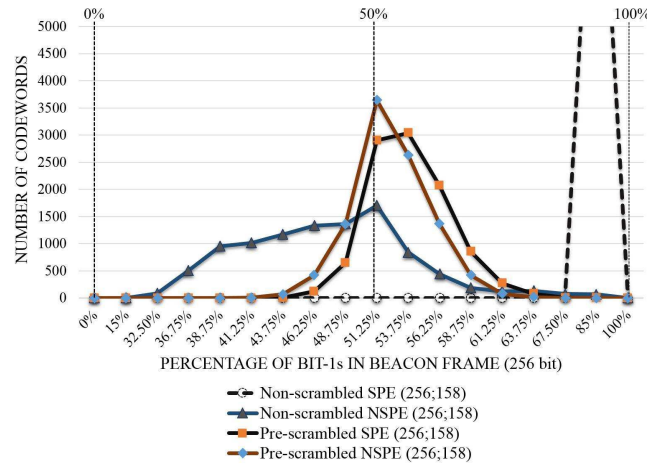 0% 50% 100%
5000
4500
4000
3500
3000
2500
2000
1500
1000
500
0
NUMBER OF CODEWORDS
0% 15% 32.50% 36.75% 38.75% 41.25% 43.75% 46.25% 48.75% 51.25% 53.75% 56.25% 58.75% 61.25% 63.75% 67.50% 85% 100%
PERCENTAGE OF BIT-1s IN BEACON FRAME (256 bit)
Non-scrambled SPE (256;158)
Non-scrambled NSPE (256;158)
Pre-scrambled SPE (256;158)
Pre-scrambled NSPE (256;158)